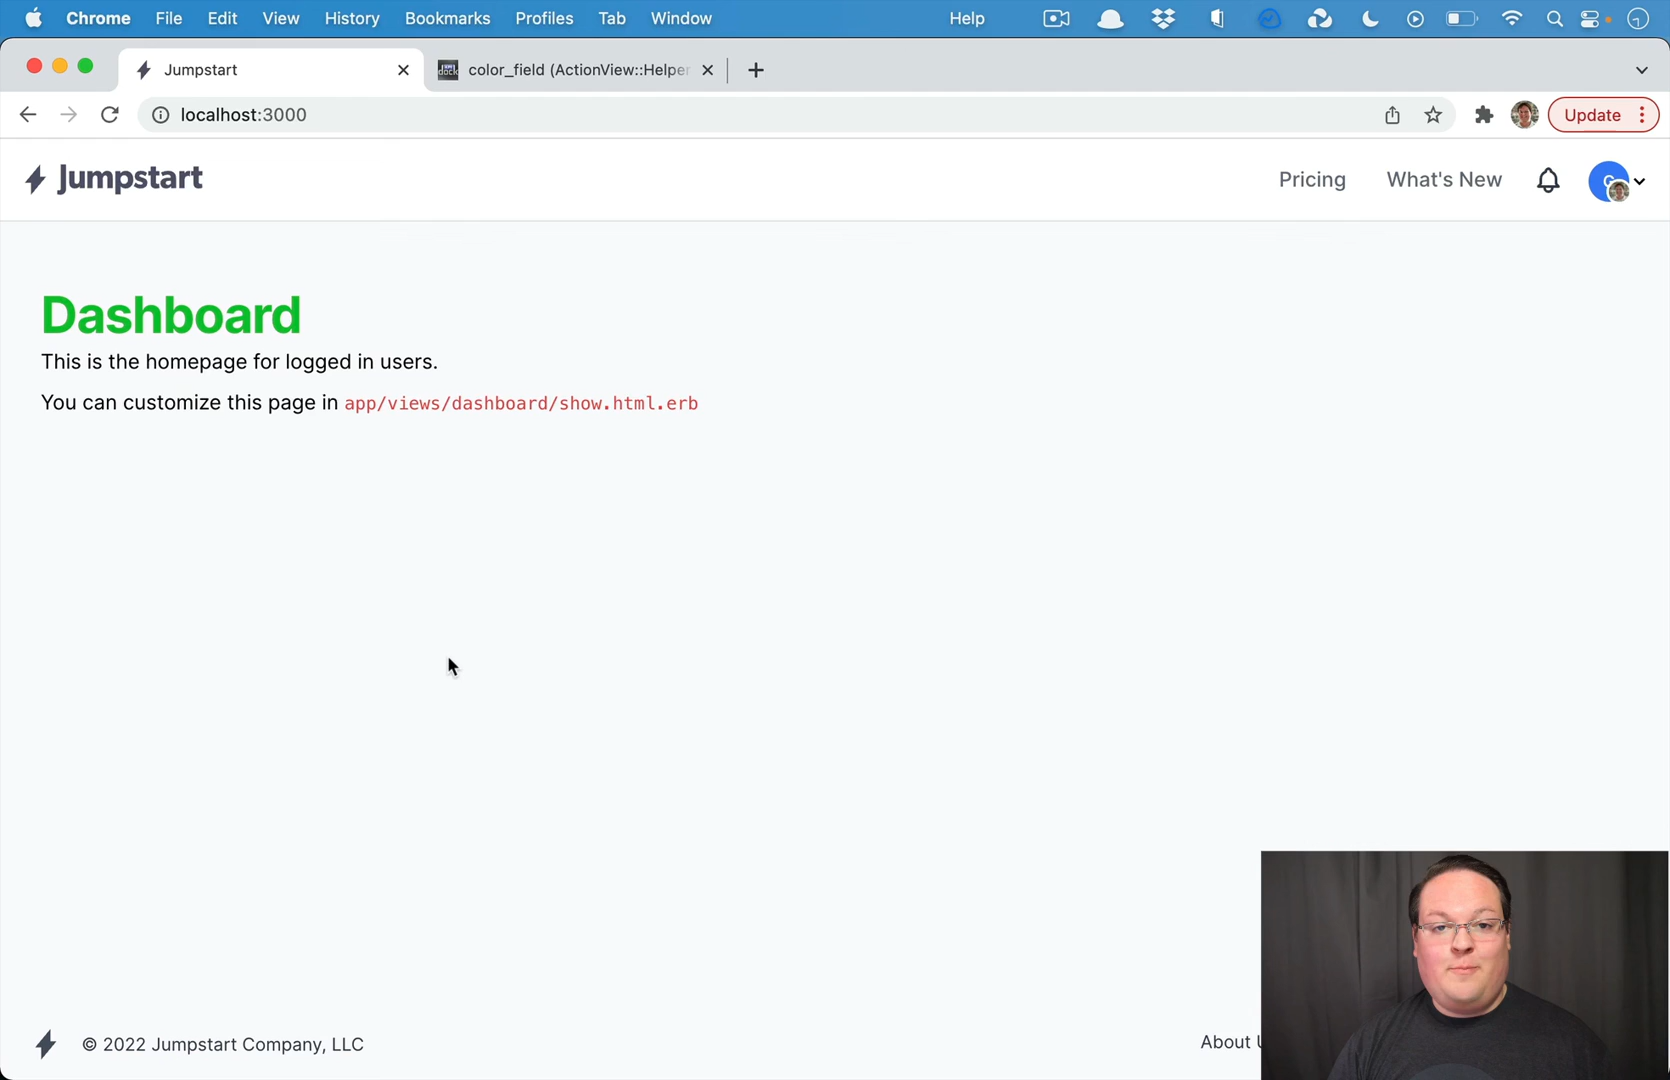 Chrome File Edit View History Bookmarks Profiles Tab Window Help
Jumpstart
color_field (ActionView::Helper
localhost:3000
Update
Jumpstart
Pricing What's New
Dashboard
This is the homepage for logged in users.
You can customize this page in app/views/dashboard/show.html.erb
© 2022 Jumpstart Company, LLC
About